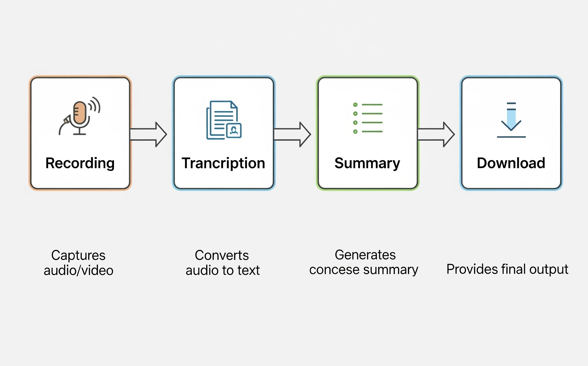 Recording
Trancription
Summary
Download
Captures
audio/video
Converts
audio to text
Generates
concese summary
Provides final output